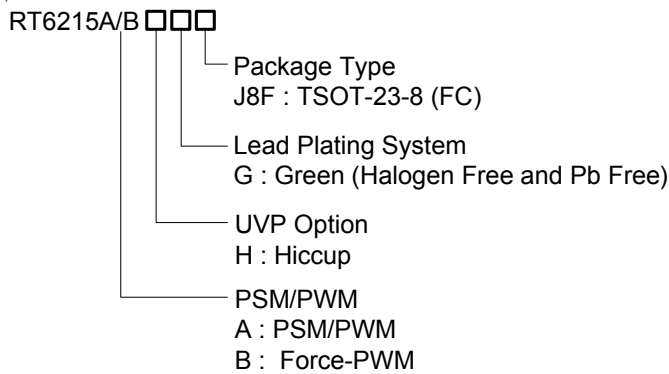 RT6215A/B □□□
Package Type
J8F : TSOT-23-8 (FC)
Lead Plating System
G : Green (Halogen Free and Pb Free)
UVP Option
H : Hiccup
PSM/PWM
A : PSM/PWM
B : Force-PWM